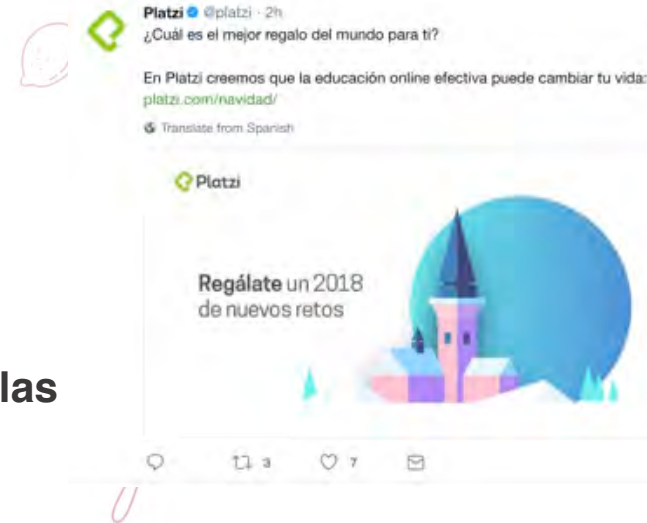 Platzi @platzi · 2h
¿Cuál es el mejor regalo del mundo para ti?
En Platzi creemos que la educación online efectiva puede cambiar tu vida:
platzi.com/navidad/
Translate from Spanish
Platzi
Regálate un 2018
de nuevos retos
las
3 7